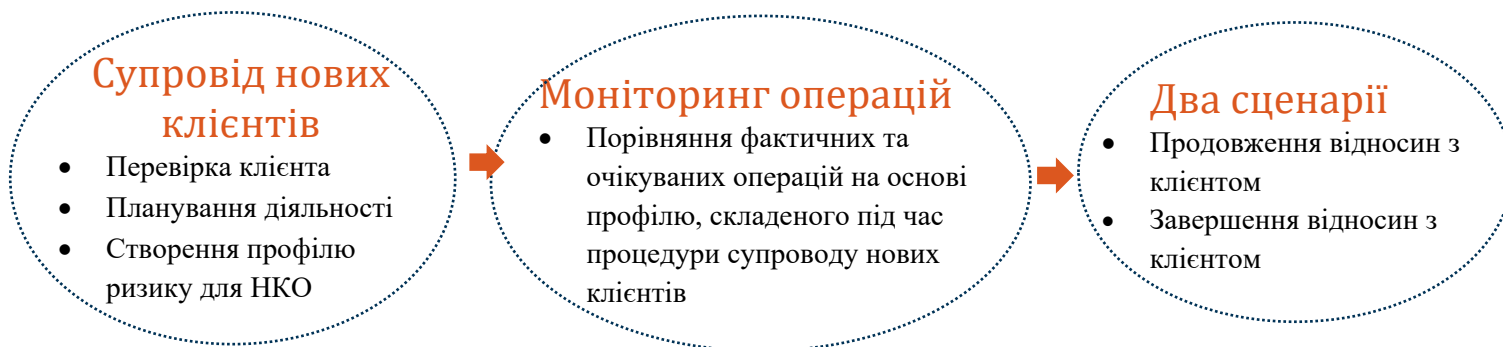 Супровід нових
клієнтів
• Перевірка клієнта
• Планування діяльності
• Створення профілю
ризику для НКО
Моніторинг операцій
• Порівняння фактичних та
очікуваних операцій на основі
профілю, складеного під час
процедури супроводу нових
клієнтів
Два сценарії
• Продовження відносин з
клієнтом
• Завершення відносин з
клієнтом